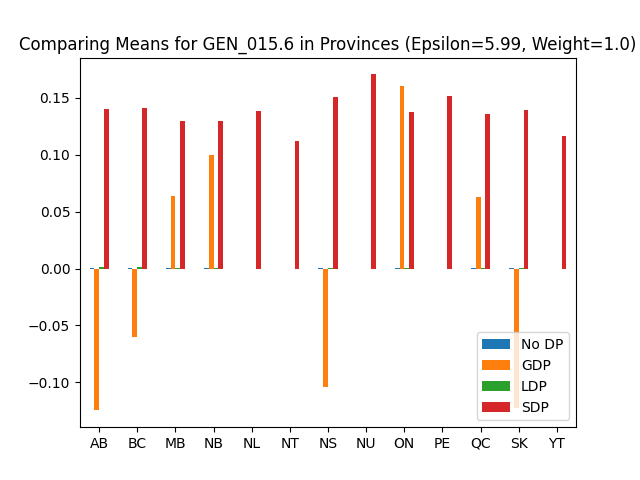 Comparing Means for GEN_015.6 in Provinces (Epsilon=5.99, Weight=1.0)
0.15
0.10
0.05
0.00
−0.05
−0.10
AB BC MB NB NL NT NS NU ON PE QC SK YT
No DP
GDP
LDP
SDP